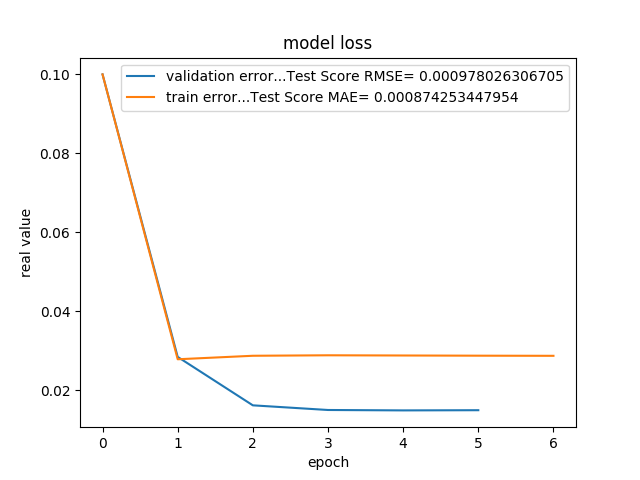 model loss
validation error...Test Score RMSE= 0.000978026306705
train error...Test Score MAE= 0.000874253447954
0.10
0.08
0.06
0.04
0.02
real value
0 1 2 3 4 5 6
epoch